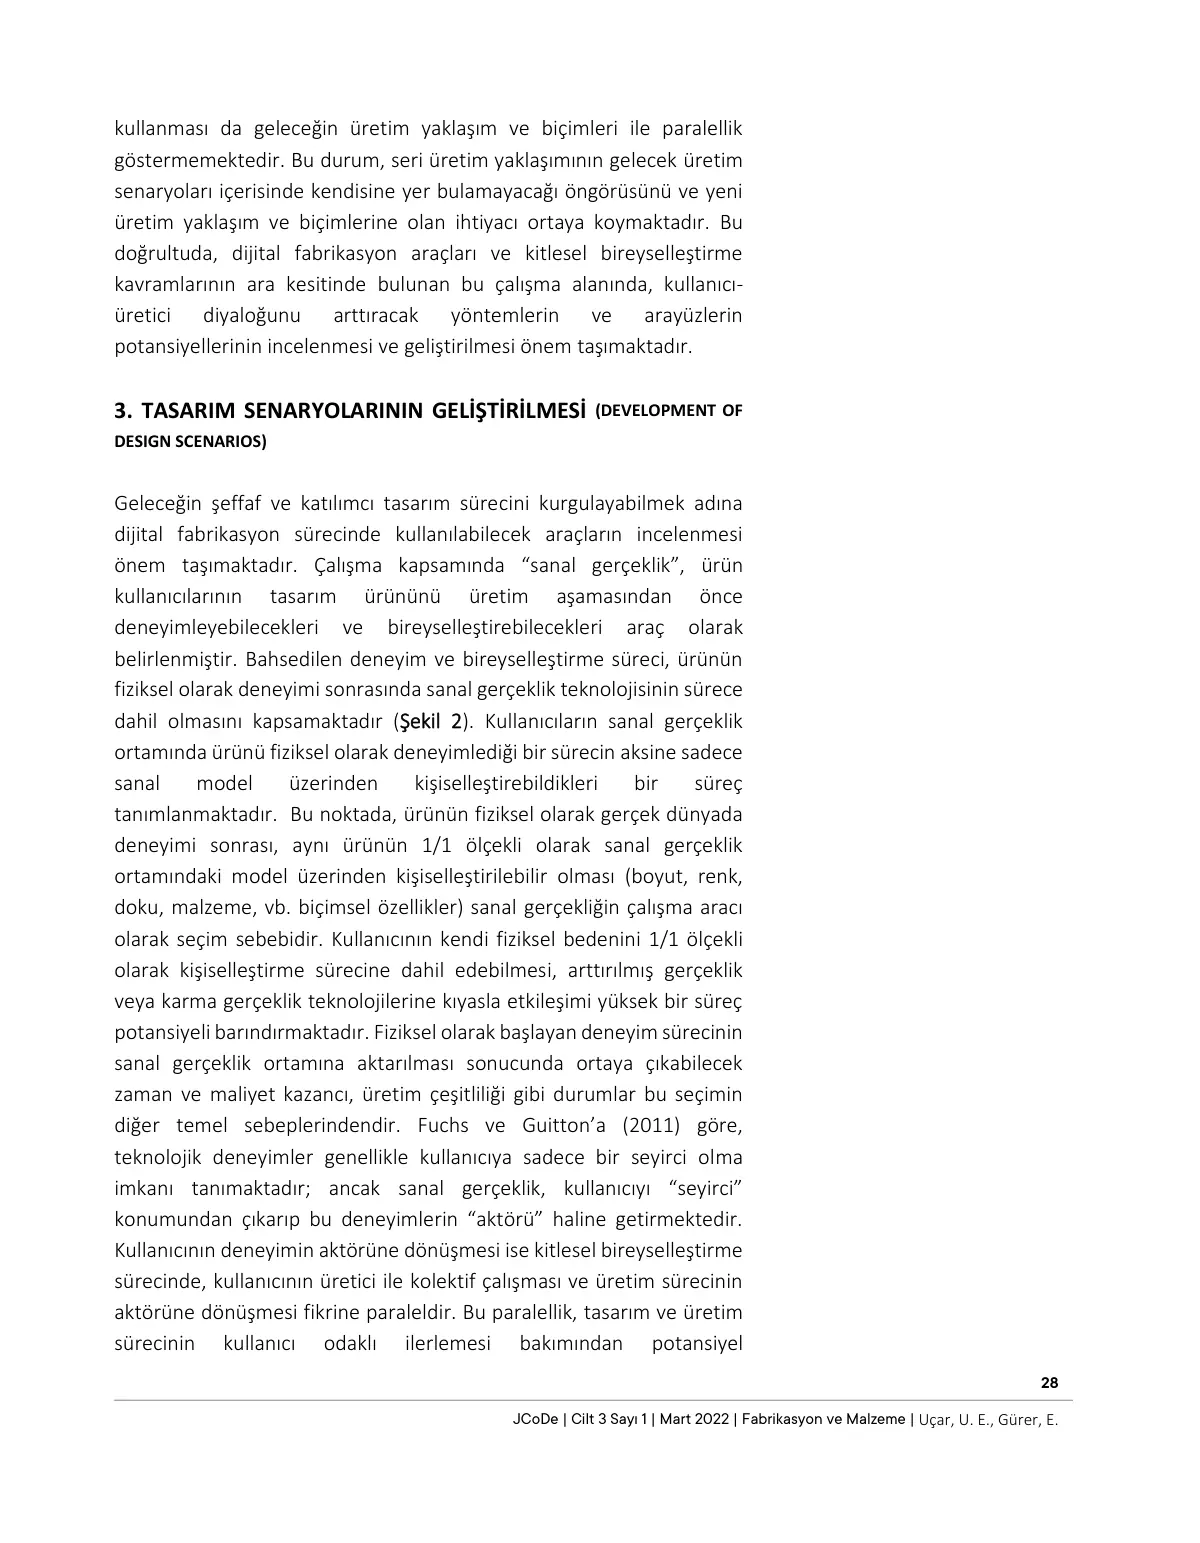 kullanması da geleceğin üretim yaklaşım ve biçimleri ile paralellik
göstermemektedir. Bu durum, seri üretim yaklaşımının gelecek üretim
senaryoları içerisinde kendisine yer bulamayacağı öngörüsünü ve yeni
üretim yaklaşım ve biçimlerine olan ihtiyacı ortaya koymaktadır. Bu
doğrultuda, dijital fabrikasyon araçları ve kitlesel bireyselleştirme
kavramlarının ara kesitinde bulunan bu çalışma alanında, kullanıcı-
üretici diyaloğunu arttıracak yöntemlerin ve arayüzlerin
potansiyellerinin incelenmesi ve geliştirilmesi önem taşımaktadır.
3. TASARIM SENARYOLARININ GELİŞTİRİLMESİ (DEVELOPMENT OF
DESIGN SCENARIOS)
Geleceğin şeffaf ve katılımcı tasarım sürecini kurgulayabilmek adına
dijital fabrikasyon sürecinde kullanılabilecek araçların incelenmesi
önem taşımaktadır. Çalışma kapsamında “sanal gerçeklik”, ürün
kullanıcılarının tasarım ürününü üretim aşamasından önce
deneyimleyebilecekleri ve bireyselleştirebilecekleri araç olarak
belirlenmiştir. Bahsedilen deneyim ve bireyselleştirme süreci, ürünün
fiziksel olarak deneyimi sonrasında sanal gerçeklik teknolojisinin sürece
dahil olmasını kapsamaktadır (Şekil 2). Kullanıcıların sanal gerçeklik
ortamında ürünü fiziksel olarak deneyimlediği bir sürecin aksine sadece
sanal model üzerinden kişiselleştirebildikleri bir süreç
tanımlanmaktadır. Bu noktada, ürünün fiziksel olarak gerçek dünyada
deneyimi sonrası, aynı ürünün 1/1 ölçekli olarak sanal gerçeklik
ortamındaki model üzerinden kişiselleştirilebilir olması (boyut, renk,
doku, malzeme, vb. biçimsel özellikler) sanal gerçekliğin çalışma aracı
olarak seçim sebebidir. Kullanıcının kendi fiziksel bedenini 1/1 ölçekli
olarak kişiselleştirme sürecine dahil edebilmesi, arttırılmış gerçeklik
veya karma gerçeklik teknolojilerine kıyasla etkileşimi yüksek bir süreç
potansiyeli barındırmaktadır. Fiziksel olarak başlayan deneyim sürecinin
sanal gerçeklik ortamına aktarılması sonucunda ortaya çıkabilecek
zaman ve maliyet kazancı, üretim çeşitliliği gibi durumlar bu seçimin
diğer temel sebeplerindendir. Fuchs ve Guitton’a (2011) göre,
teknolojik deneyimler genellikle kullanıcıya sadece bir seyirci olma
imkanı tanımaktadır; ancak sanal gerçeklik, kullanıcıyı “seyirci”
konumundan çıkarıp bu deneyimlerin “aktörü” haline getirmektedir.
Kullanıcının deneyimin aktörüne dönüşmesi ise kitlesel bireyselleştirme
sürecinde, kullanıcının üretici ile kolektif çalışması ve üretim sürecinin
aktörüne dönüşmesi fikrine paraleldir. Bu paralellik, tasarım ve üretim
sürecinin kullanıcı odaklı ilerlemesi bakımından potansiyel
28
JCoDe | Cilt 3 Sayı 1 | Mart 2022 | Fabrikasyon ve Malzeme | Uçar, U. E., Gürer, E.